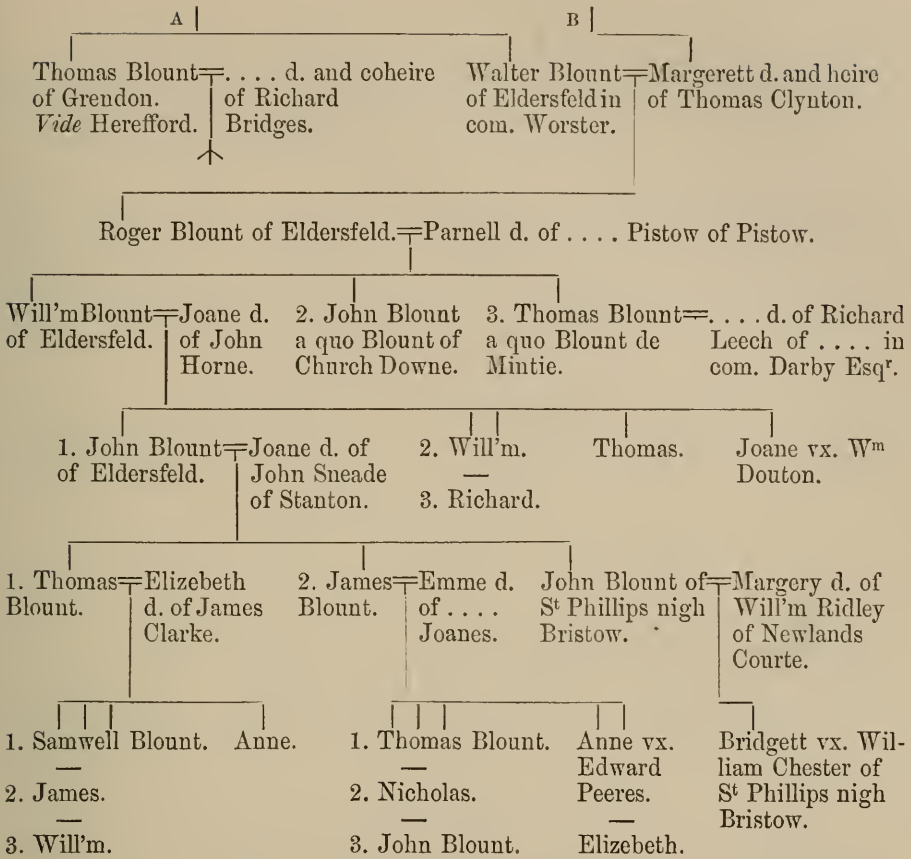 A B
Thomas Blount=. . . . d. and coheire
of Grendon. of Richard
Vide Herefford. Bridges.
Walter Blount=Margerett d. and heire
of Eldersfeld in of Thomas Clynton.
com. Worster.
Roger Blount of Eldersfeld.=Parnell d. of . . . . Pistow of Pistow.
Will'm Blount=Joane d.
of Eldersfeld. of John
Horne.
2. John Blount
a quo Blount of
Church Downe.
3. Thomas Blount=. . . . d. of Richard
a quo Blount de Leech of . . . . in
Mintie. com. Darby Esqʳ.
1. John Blount=Joane d. of
of Eldersfeld. John Sneade
of Stanton.
2. Will'm.
—
3. Richard.
Thomas.
Joane vx. Wᵐ
Douton.
1. Thomas=Elizebeth
Blount. d. of James
Clarke.
2. James=Emme d.
Blount. of . . . .
Joanes.
John Blount of=Margery d. of
Sᵗ Phillips nigh Will'm Ridley
Bristow. of Newlands
Courte.
1. Samwell Blount. Anne.
—
2. James.
—
3. Will'm.
1. Thomas Blount.
—
2. Nicholas.
—
3. John Blount.
Anne vx.
Edward
Peeres.
—
Elizebeth.
Bridgett vx. Wil-
liam Chester of
Sᵗ Phillips nigh
Bristow.